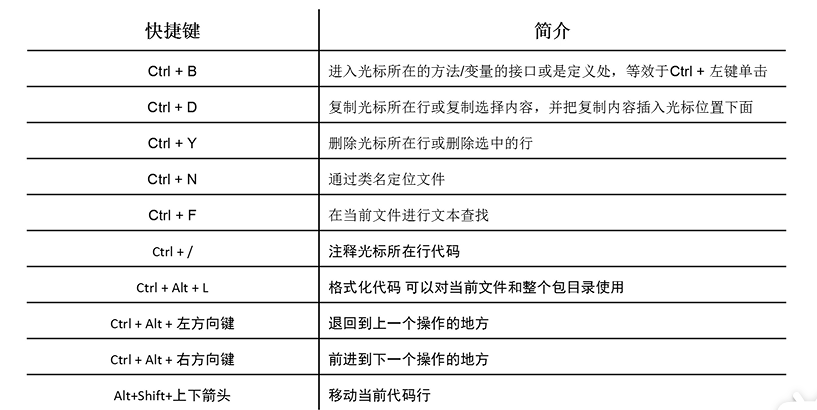 快捷键 简介
Ctrl + B 进入光标所在的方法/变量的接口或是定义处，等效于Ctrl + 左键单击
Ctrl + D 复制光标所在行或复制选择内容，并把复制内容插入光标位置下面
Ctrl + Y 删除光标所在行或删除选中的行
Ctrl + N 通过类名定位文件
Ctrl + F 在当前文件进行文本查找
Ctrl + / 注释光标所在行代码
Ctrl + Alt + L 格式化代码 可以对当前文件和整个包目录使用
Ctrl + Alt + 左方向键 退回到上一个操作的地方
Ctrl + Alt + 右方向键 前进到下一个操作的地方
Alt+Shift+上下箭头 移动当前代码行